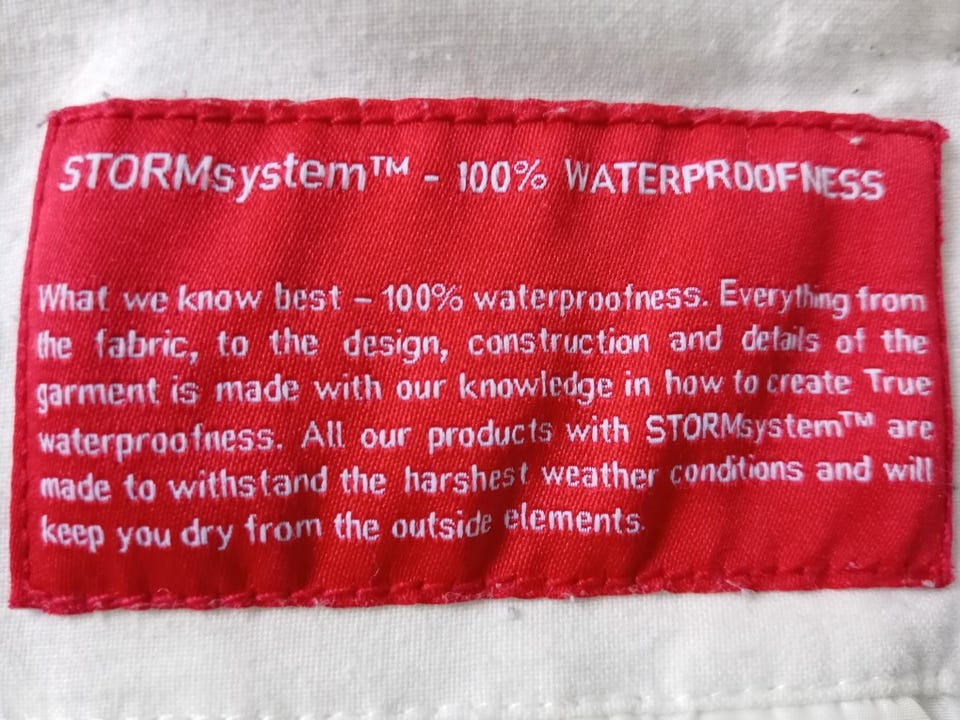 STORMsystem™ - 100% WATERPROOFNESS
What we know best – 100% waterproofness. Everything from
the fabric, to the design, construction and details of the
garment is made with our knowledge in how to create True
waterproofness. All our products with STORMsystem™ are
made to withstand the harshest weather conditions and will
keep you dry from the outside elements.